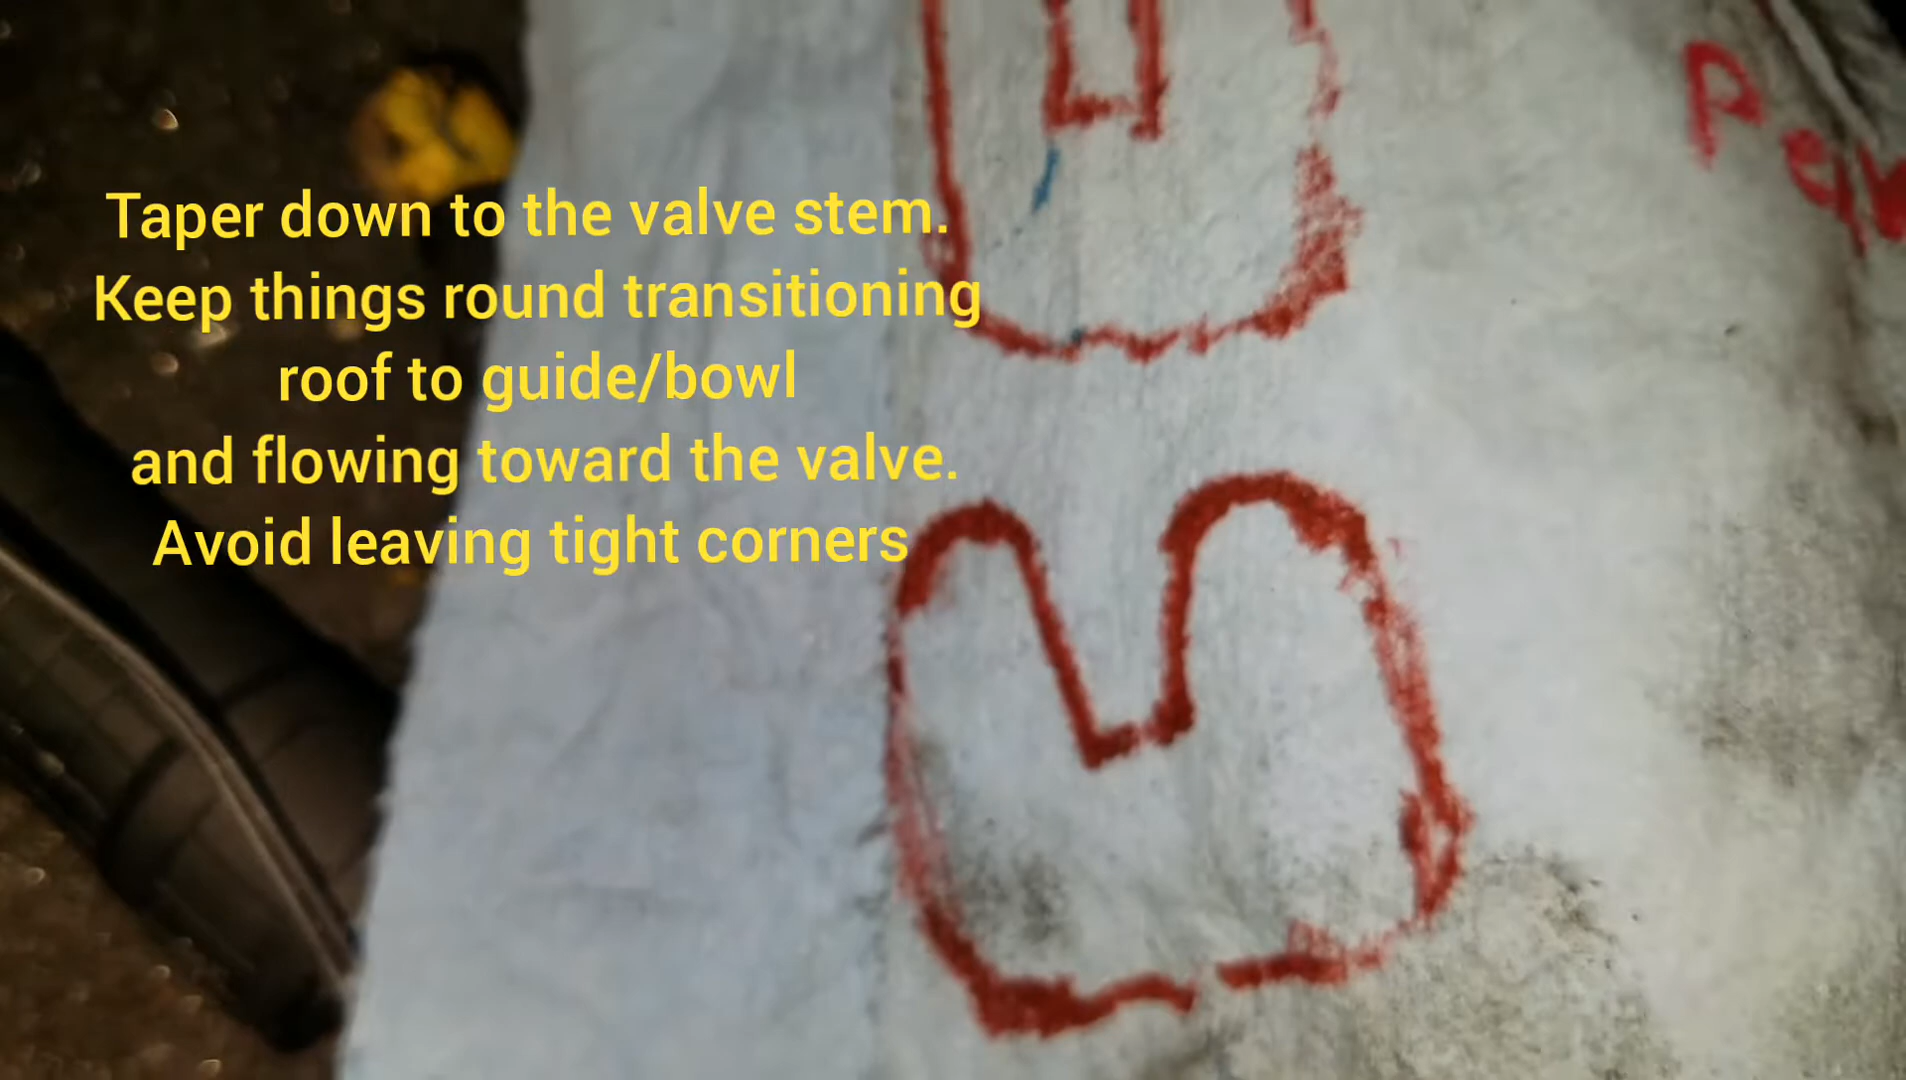 Taper down to the valve stem.
Keep things round transitioning
roof to guide/bowl
and flowing toward the valve.
Avoid leaving tight corners